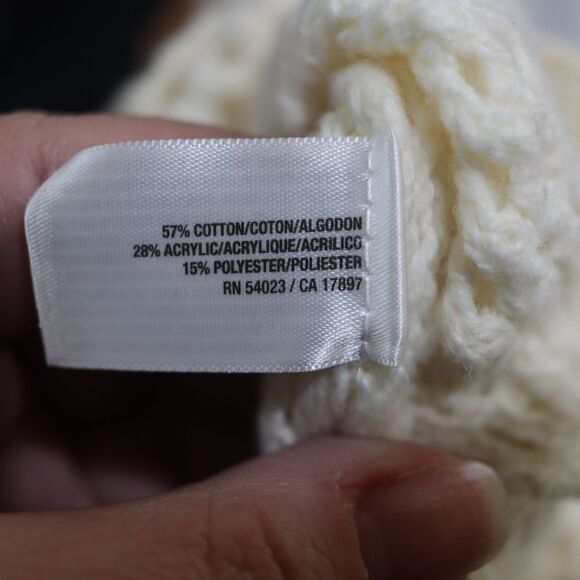 57% COTTON/COTON/ALGODON
28% ACRYLIC/ACRYLIQUE/ACRILICO
15% POLYESTER/POLIESTER
RN 54023 / CA 17897